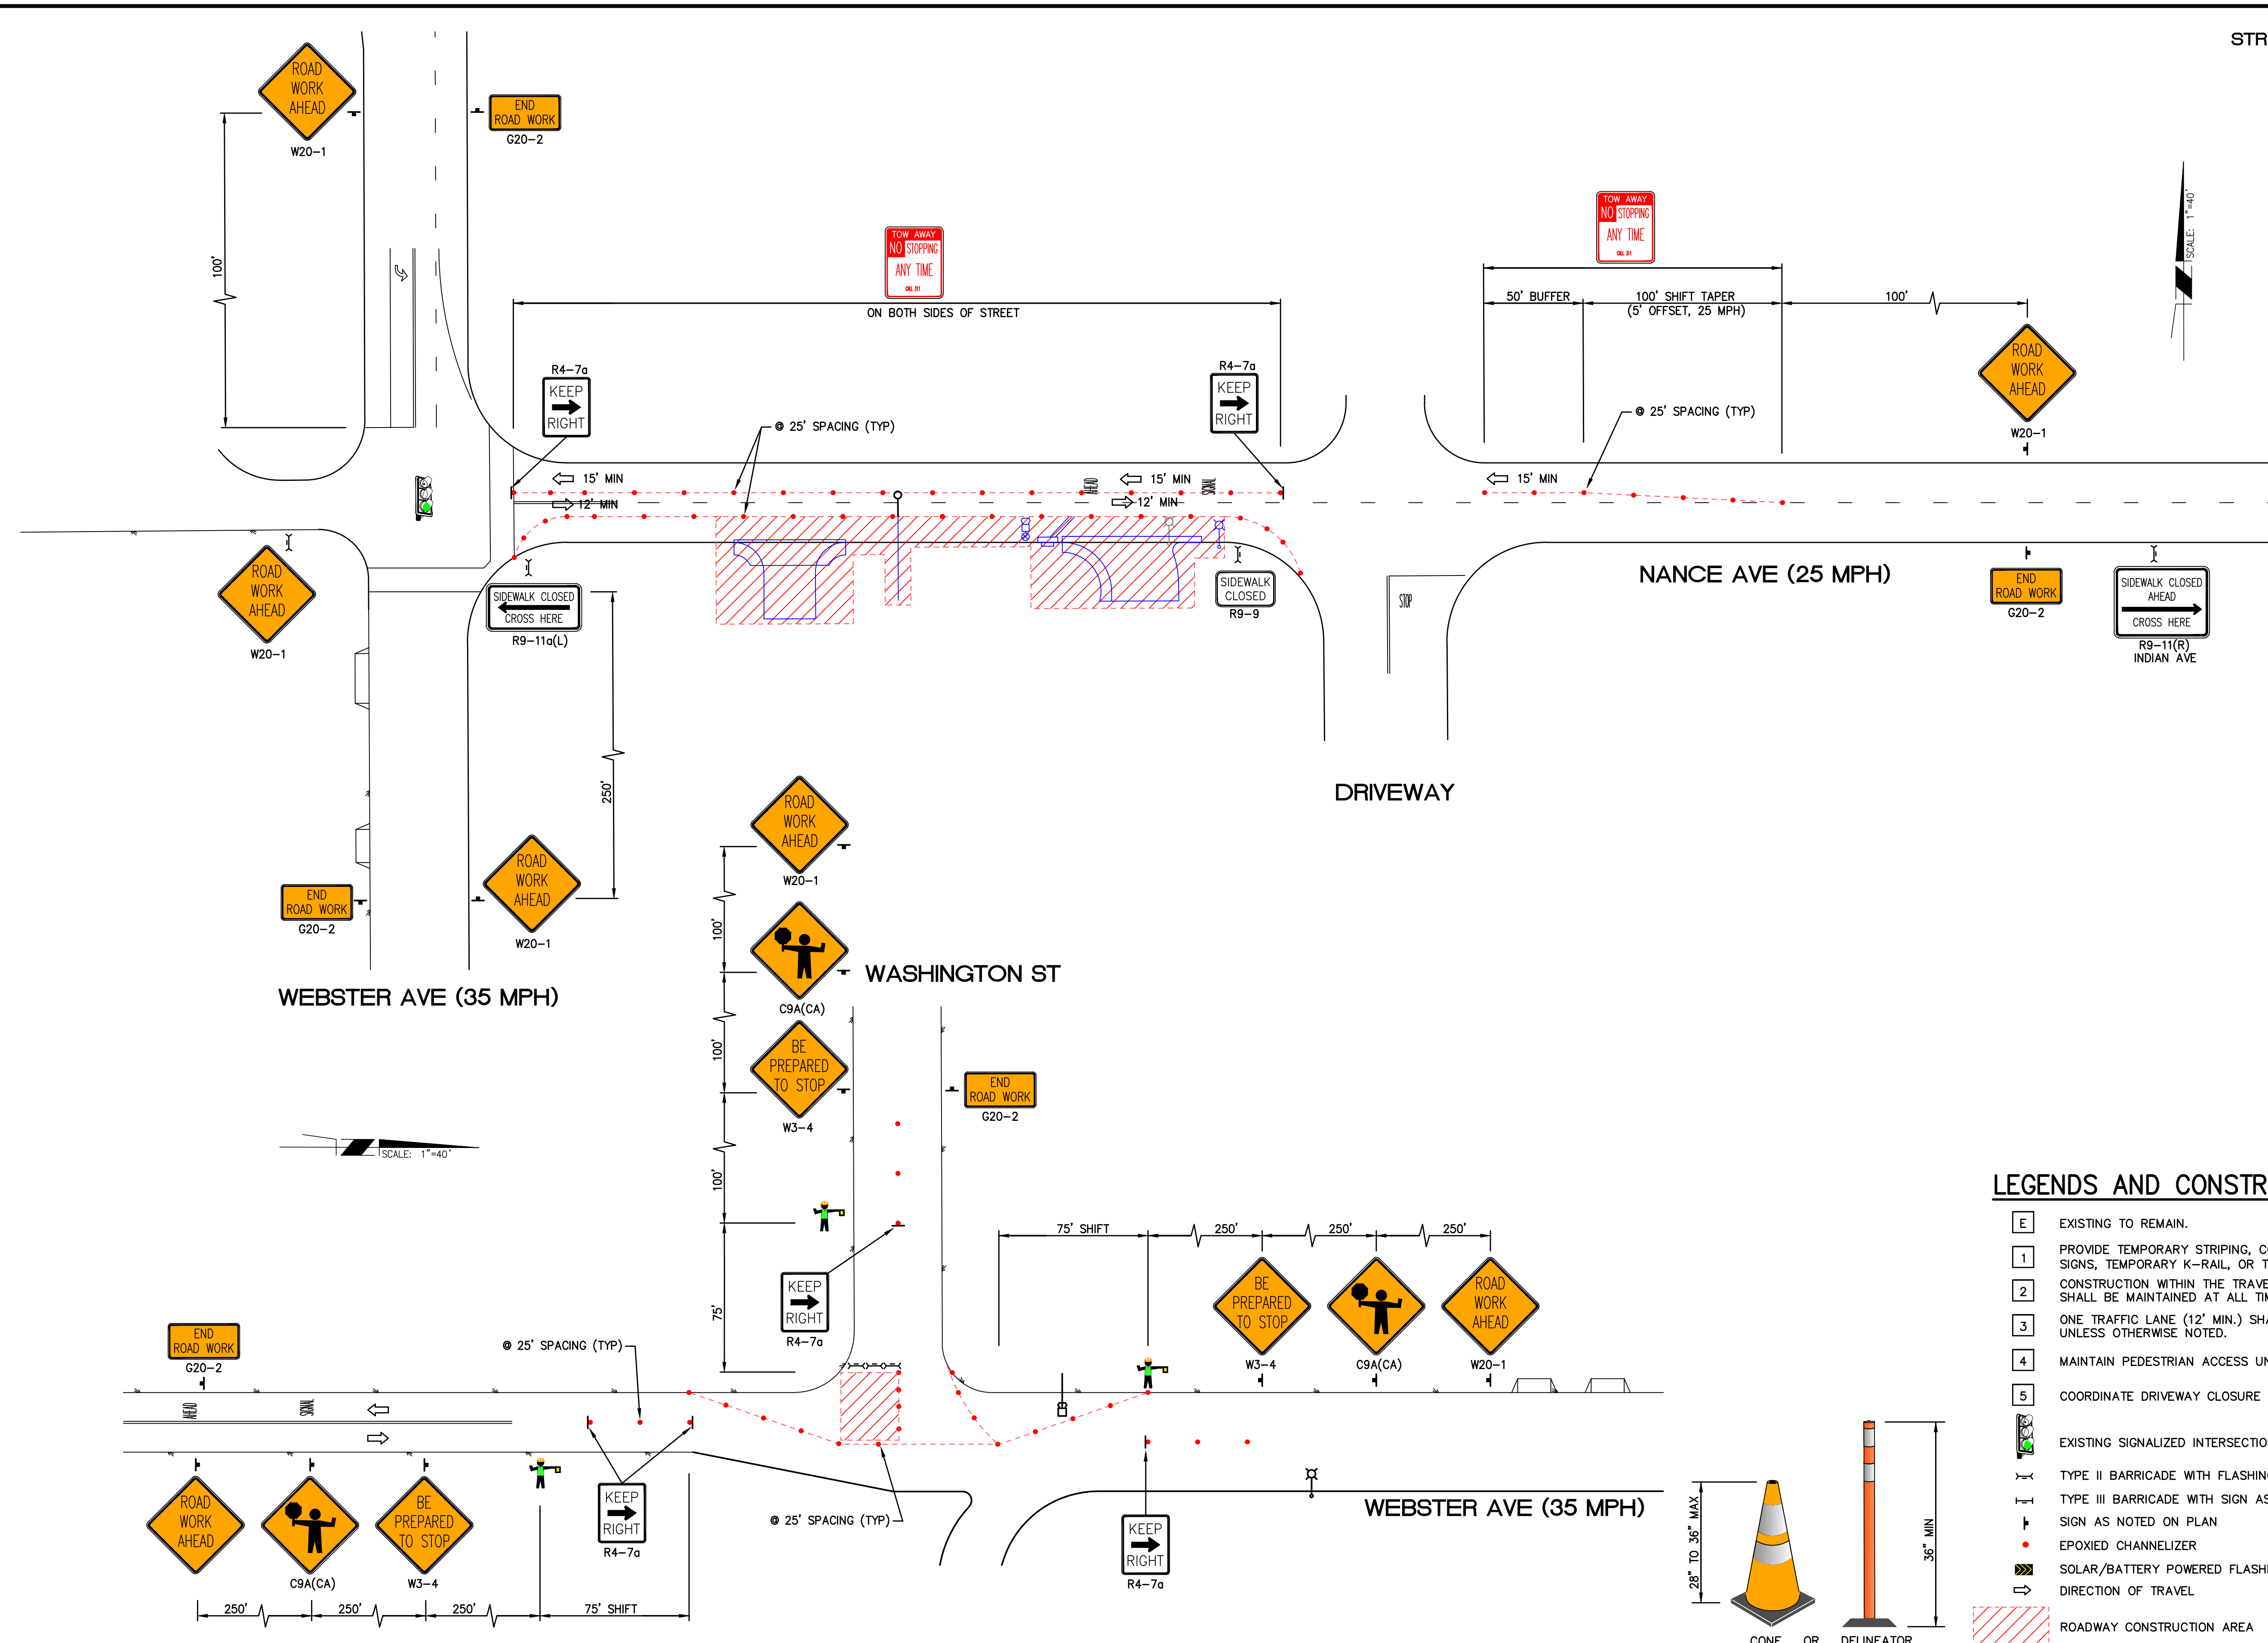 STR
ROAD
WORK
AHEAD
W20-1
END
ROAD WORK
G20-2
100'
TOW AWAY
NO STOPPING
ANY TIME
CALL 311
ON BOTH SIDES OF STREET
TOW AWAY
NO STOPPING
ANY TIME
CALL 311
50' BUFFER
100' SHIFT TAPER
(5' OFFSET, 25 MPH)
100'
SCALE: 1"=40'
ROAD
WORK
AHEAD
W20-1
R4-7a
KEEP
RIGHT
@ 25' SPACING (TYP)
R4-7a
KEEP
RIGHT
@ 25' SPACING (TYP)
15' MIN
12' MIN
AHEAD
15' MIN
12' MIN
SIGNAL
15' MIN
ROAD
WORK
AHEAD
W20-1
SIDEWALK CLOSED
CROSS HERE
R9-11a(L)
SIDEWALK
CLOSED
R9-9
STOP
NANCE AVE (25 MPH)
END
ROAD WORK
G20-2
SIDEWALK CLOSED
AHEAD
CROSS HERE
R9-11(R)
INDIAN AVE
250'
DRIVEWAY
END
ROAD WORK
G20-2
ROAD
WORK
AHEAD
W20-1
WEBSTER AVE (35 MPH)
ROAD
WORK
AHEAD
W20-1
100'
C9A(CA)
WASHINGTON ST
100'
BE
PREPARED
TO STOP
W3-4
END
ROAD WORK
G20-2
SCALE: 1"=40'
100'
75'
KEEP
RIGHT
R4-7a
75' SHIFT
250'
250'
250'
BE
PREPARED
TO STOP
W3-4
C9A(CA)
ROAD
WORK
AHEAD
W20-1
END
ROAD WORK
G20-2
@ 25' SPACING (TYP)
AHEAD
SIGNAL
ROAD
WORK
AHEAD
C9A(CA)
BE
PREPARED
TO STOP
W3-4
KEEP
RIGHT
R4-7a
@ 25' SPACING (TYP)
KEEP
RIGHT
R4-7a
WEBSTER AVE (35 MPH)
250'
250'
250'
75' SHIFT
28" TO 36" MAX
36" MIN
CONE OR DELINEATOR
LEGENDS AND CONSTR
E EXISTING TO REMAIN.
1 PROVIDE TEMPORARY STRIPING, C
SIGNS, TEMPORARY K-RAIL, OR T
2 CONSTRUCTION WITHIN THE TRAVE
SHALL BE MAINTAINED AT ALL TI
3 ONE TRAFFIC LANE (12' MIN.) SHA
UNLESS OTHERWISE NOTED.
4 MAINTAIN PEDESTRIAN ACCESS UN
5 COORDINATE DRIVEWAY CLOSURE
EXISTING SIGNALIZED INTERSECTIO
TYPE II BARRICADE WITH FLASHIN
TYPE III BARRICADE WITH SIGN AS
SIGN AS NOTED ON PLAN
EPOXIED CHANNELIZER
SOLAR/BATTERY POWERED FLASH
DIRECTION OF TRAVEL
ROADWAY CONSTRUCTION AREA